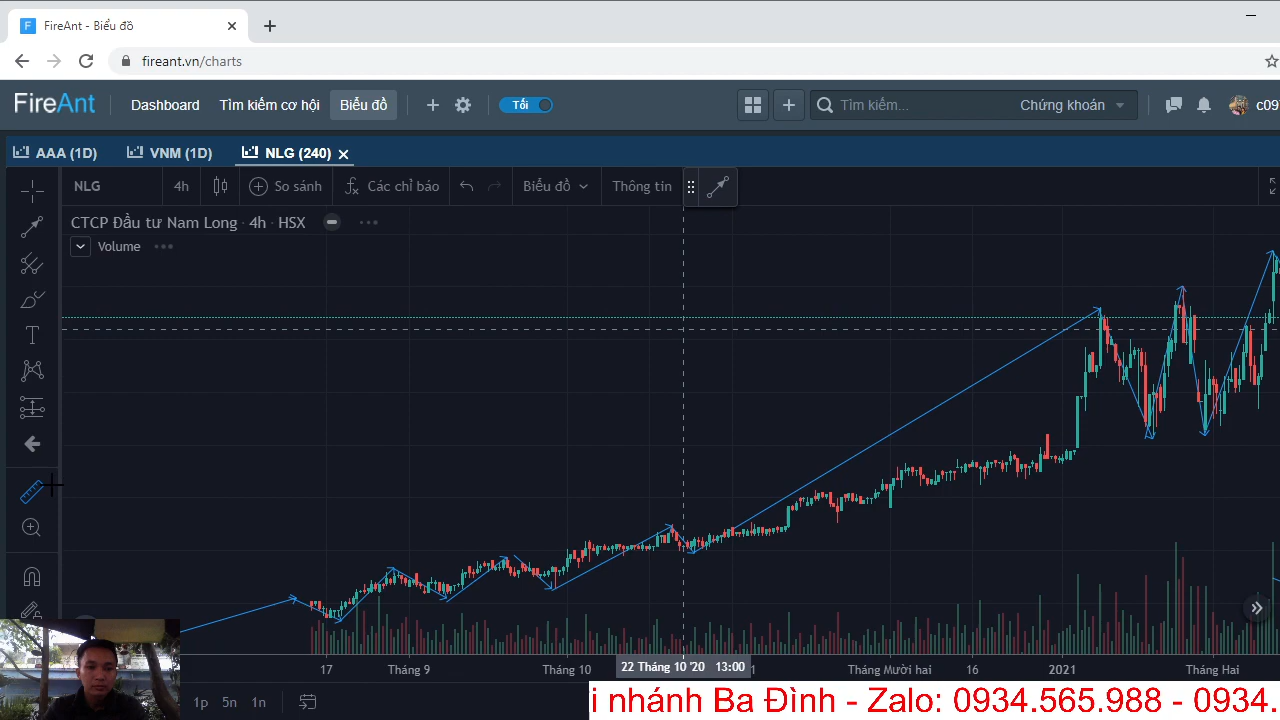 FireAnt - Biểu đồ
fireant.vn/charts
FireAnt
Dashboard
Tìm kiếm cơ hội
Biểu đồ
Tối
Tìm kiếm...
Chứng khoán
c09
AAA (1D)
VNM (1D)
NLG (240)
NLG
4h
So sánh
Các chỉ báo
Biểu đồ
Thông tin
CTCP Đầu tư Nam Long · 4h · HSX
Volume
17
Tháng 9
Tháng 10
22 Tháng 10 '20 13:00
1
Tháng Mười hai
16
2021
Tháng Hai
1p
5n
1n
i nhánh Ba Đình - Zalo: 0934.565.988 - 0934.